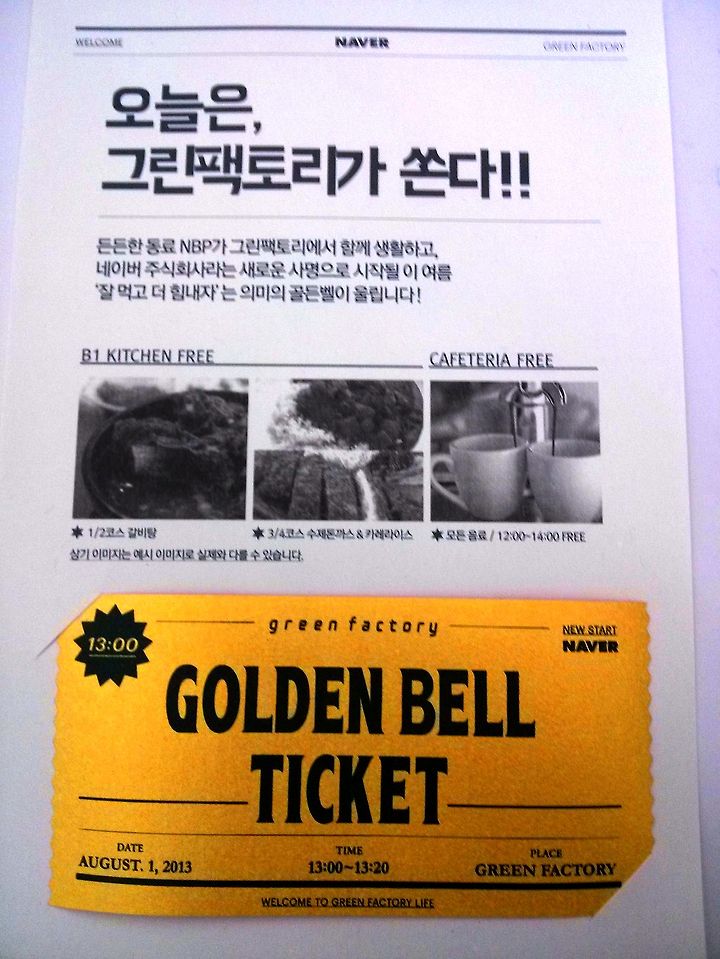 WELCOME NAVER GREEN FACTORY
오늘은,
그린팩토리가 쏜다!!
든든한 동료 NBP가 그린팩토리에서 함께 생활하고,
네이버 주식회사라는 새로운 사명으로 시작될 이 여름
'잘 먹고 더 힘내자'는 의미의 골든벨이 울립니다!
B1 KITCHEN FREE CAFETERIA FREE
✶ 1/2코스 갈비탕 ✶ 3/4코스 수제돈까스 & 카레라이스 ✶ 모든 음료 / 12:00~14:00 FREE
상기 이미지는 예시 이미지로 실제와 다를 수 있습니다.
green factory
13:00
NEW START
NAVER
GOLDEN BELL
TICKET
DATE TIME PLACE
AUGUST. 1, 2013 13:00~13:20 GREEN FACTORY
WELCOME TO GREEN FACTORY LIFE